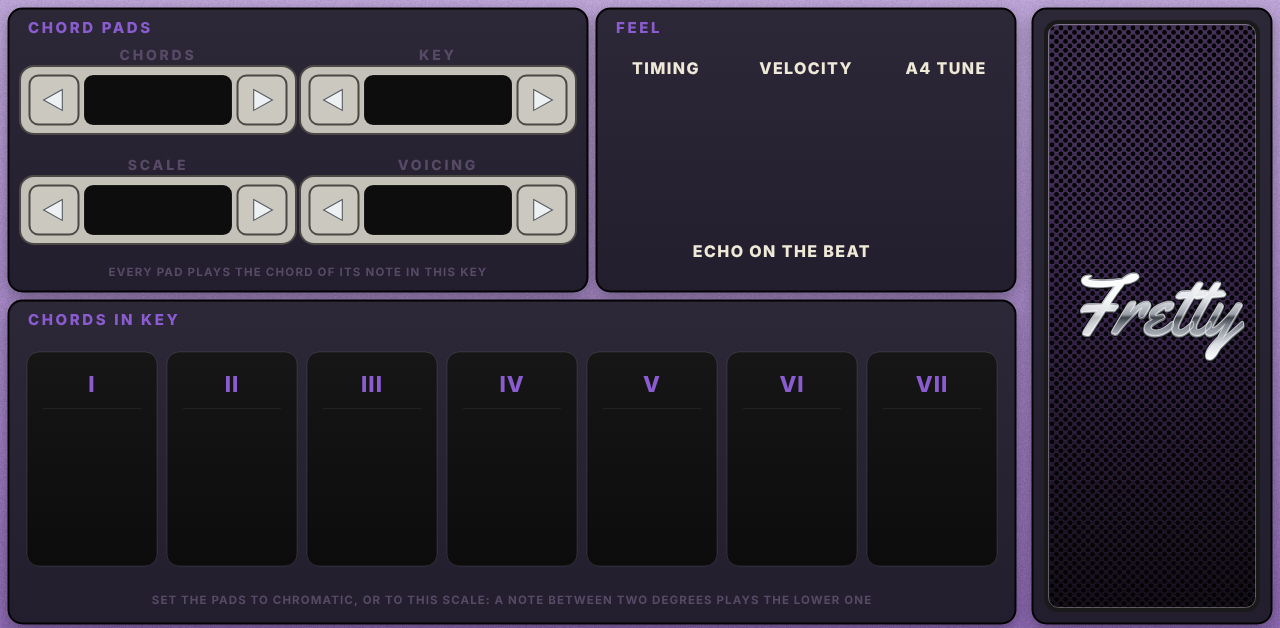 CHORD PADS
CHORDS
KEY
SCALE
VOICING
EVERY PAD PLAYS THE CHORD OF ITS NOTE IN THIS KEY
FEEL
TIMING
VELOCITY
A4 TUNE
ECHO ON THE BEAT
CHORDS IN KEY
I
II
III
IV
V
VI
VII
SET THE PADS TO CHROMATIC, OR TO THIS SCALE: A NOTE BETWEEN TWO DEGREES PLAYS THE LOWER ONE
Fretty